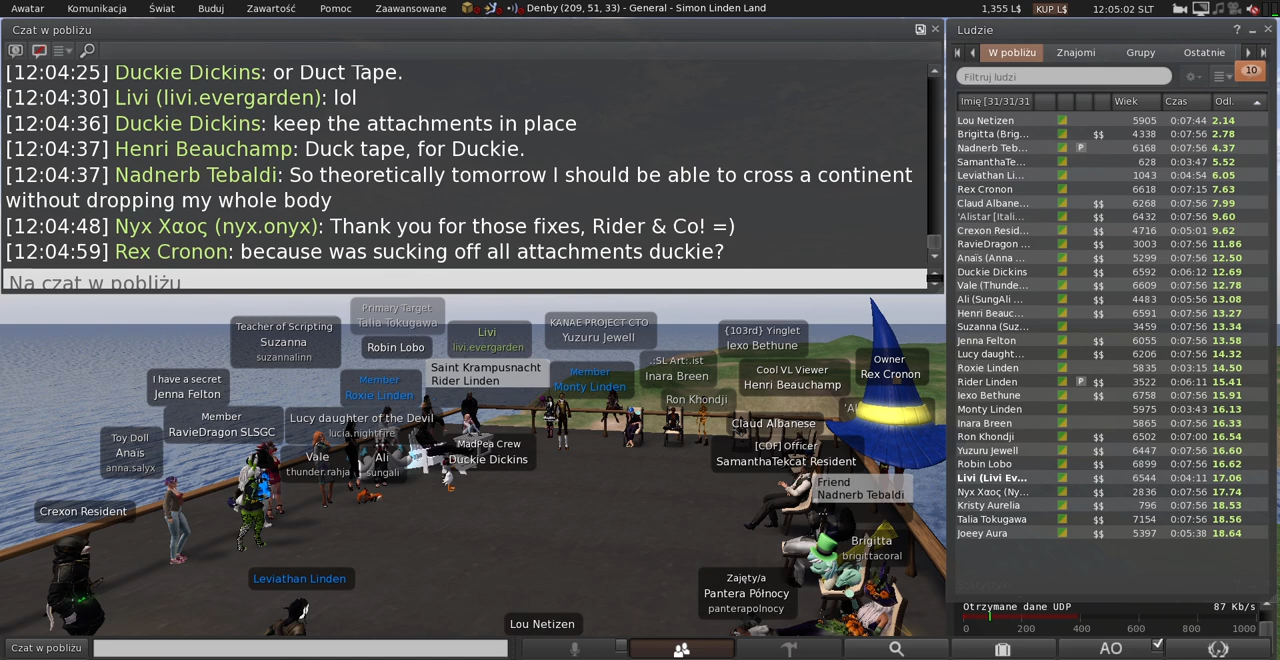 Awatar Komunikacja Świat Buduj Zawartość Pomoc Zaawansowane Denby (209, 51, 33) - General - Simon Linden Land 1,355 L$ KUP L$ 12:05:02 SLT
Czat w pobliżu
[12:04:25] Duckie Dickins: or Duct Tape.
[12:04:30] Livi (livi.evergarden): lol
[12:04:36] Duckie Dickins: keep the attachments in place
[12:04:37] Henri Beauchamp: Duck tape, for Duckie.
[12:04:37] Nadnerb Tebaldi: So theoretically tomorrow I should be able to cross a continent
without dropping my whole body
[12:04:48] Nyx Χαος (nyx.onyx): Thank you for those fixes, Rider & Co! =)
[12:04:59] Rex Cronon: because was sucking off all attachments duckie?
Na czat w pobliżu
Primary Target
Talia Tokugawa
Teacher of Scripting
Suzanna
suzannalinn
Robin Lobo
Livi
livi.evergarden
KANAE PROJECT CTO
Yuzuru Jewell
{103rd} Yinglet
Iexo Bethune
Owner
Rex Cronon
Saint Krampusnacht
Rider Linden
Member
Monty Linden
.:SL Art:.ist
Inara Breen
Cool VL Viewer
Henri Beauchamp
I have a secret
Jenna Felton
Member
Roxie Linden
Ron Khondji
'Al
Member
RavieDragon SLSGC
Lucy daughter of the Devil
lucia.nightfire
Claud Albanese
Toy Doll
Anais
anna.salyx
Vale
thunder.rahja
Ali
sungali
MadPea Crew
Duckie Dickins
[CDF] Officer
SamanthaTekcat Resident
Friend
Nadnerb Tebaldi
Crexon Resident
Brigitta
brigittacoral
Leviathan Linden
Zajęty/a
Pantera Północy
panterapolnocy
Lou Netizen
Czat w pobliżu
AO
Ludzie
W pobliżu Znajomi Grupy Ostatnie
Filtruj ludzi
10
Imię [31/31/31 Wiek Czas Odl.
Lou Netizen 5905 0:07:44 2.14
Brigitta (Brig... $$ 4338 0:07:56 2.78
Nadnerb Teb... P 6168 0:07:56 4.37
SamanthaTe... 628 0:03:47 5.52
Leviathan Li... 1043 0:04:54 6.05
Rex Cronon 6618 0:07:15 7.63
Claud Albane... $$ 6268 0:07:56 7.99
'Alistar [Itali... $$ 6432 0:07:56 9.60
Crexon Resid... $$ 4716 0:05:01 9.62
RavieDragon ... $$ 3003 0:07:56 11.86
Anaïs (Anna ... $$ 5299 0:07:56 12.50
Duckie Dickins $$ 6592 0:06:12 12.69
Vale (Thunde... $$ 6609 0:07:56 12.78
Ali (SungAli ... $$ 4483 0:05:56 13.08
Henri Beauc... $$ 6591 0:07:56 13.27
Suzanna (Suz... 3459 0:07:56 13.34
Jenna Felton $$ 6055 0:07:56 13.58
Lucy daught... $$ 6206 0:07:56 14.32
Roxie Linden 5835 0:03:15 14.50
Rider Linden P $$ 3522 0:06:11 15.41
Iexo Bethune $$ 6758 0:07:56 15.91
Monty Linden 5975 0:03:43 16.13
Inara Breen 5865 0:07:56 16.33
Ron Khondji $$ 6502 0:07:00 16.54
Yuzuru Jewell $$ 6447 0:07:56 16.60
Robin Lobo $$ 6899 0:07:56 16.62
Livi (Livi Ev... $$ 6544 0:04:11 17.06
Nyx Χαος (Ny... $$ 2836 0:07:56 17.74
Kristy Aurelia $$ 796 0:07:56 18.53
Talia Tokugawa $$ 7154 0:07:56 18.56
Joeey Aura $$ 5397 0:05:38 18.64
Otrzymane dane UDP 87 Kb/s
0 200 400 600 800 1000